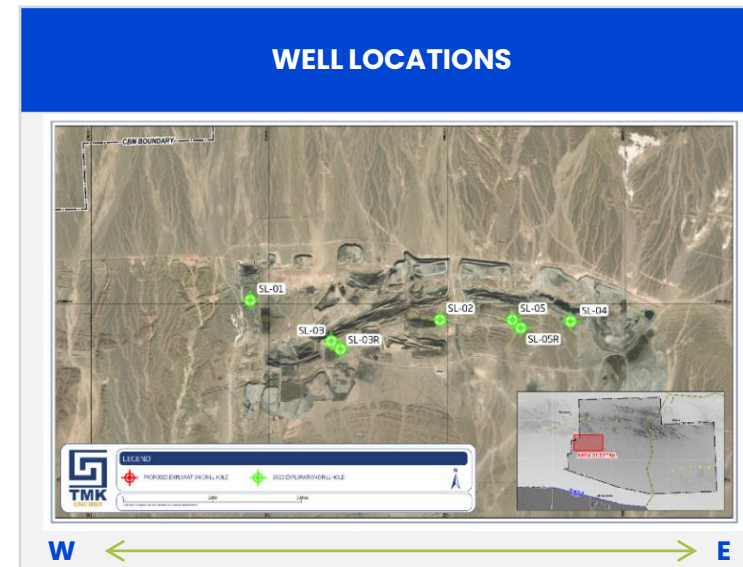 WELL LOCATIONS
CBM BOUNDARY
SL-01
SL-02
SL-05
SL-04
SL-03
SL-03R
SL-05R
LEGEND
PROPOSED EXPLORATION DRILL HOLE
2022 EXPLORATION DRILL HOLE
N
TMK
ENERGY
W
E